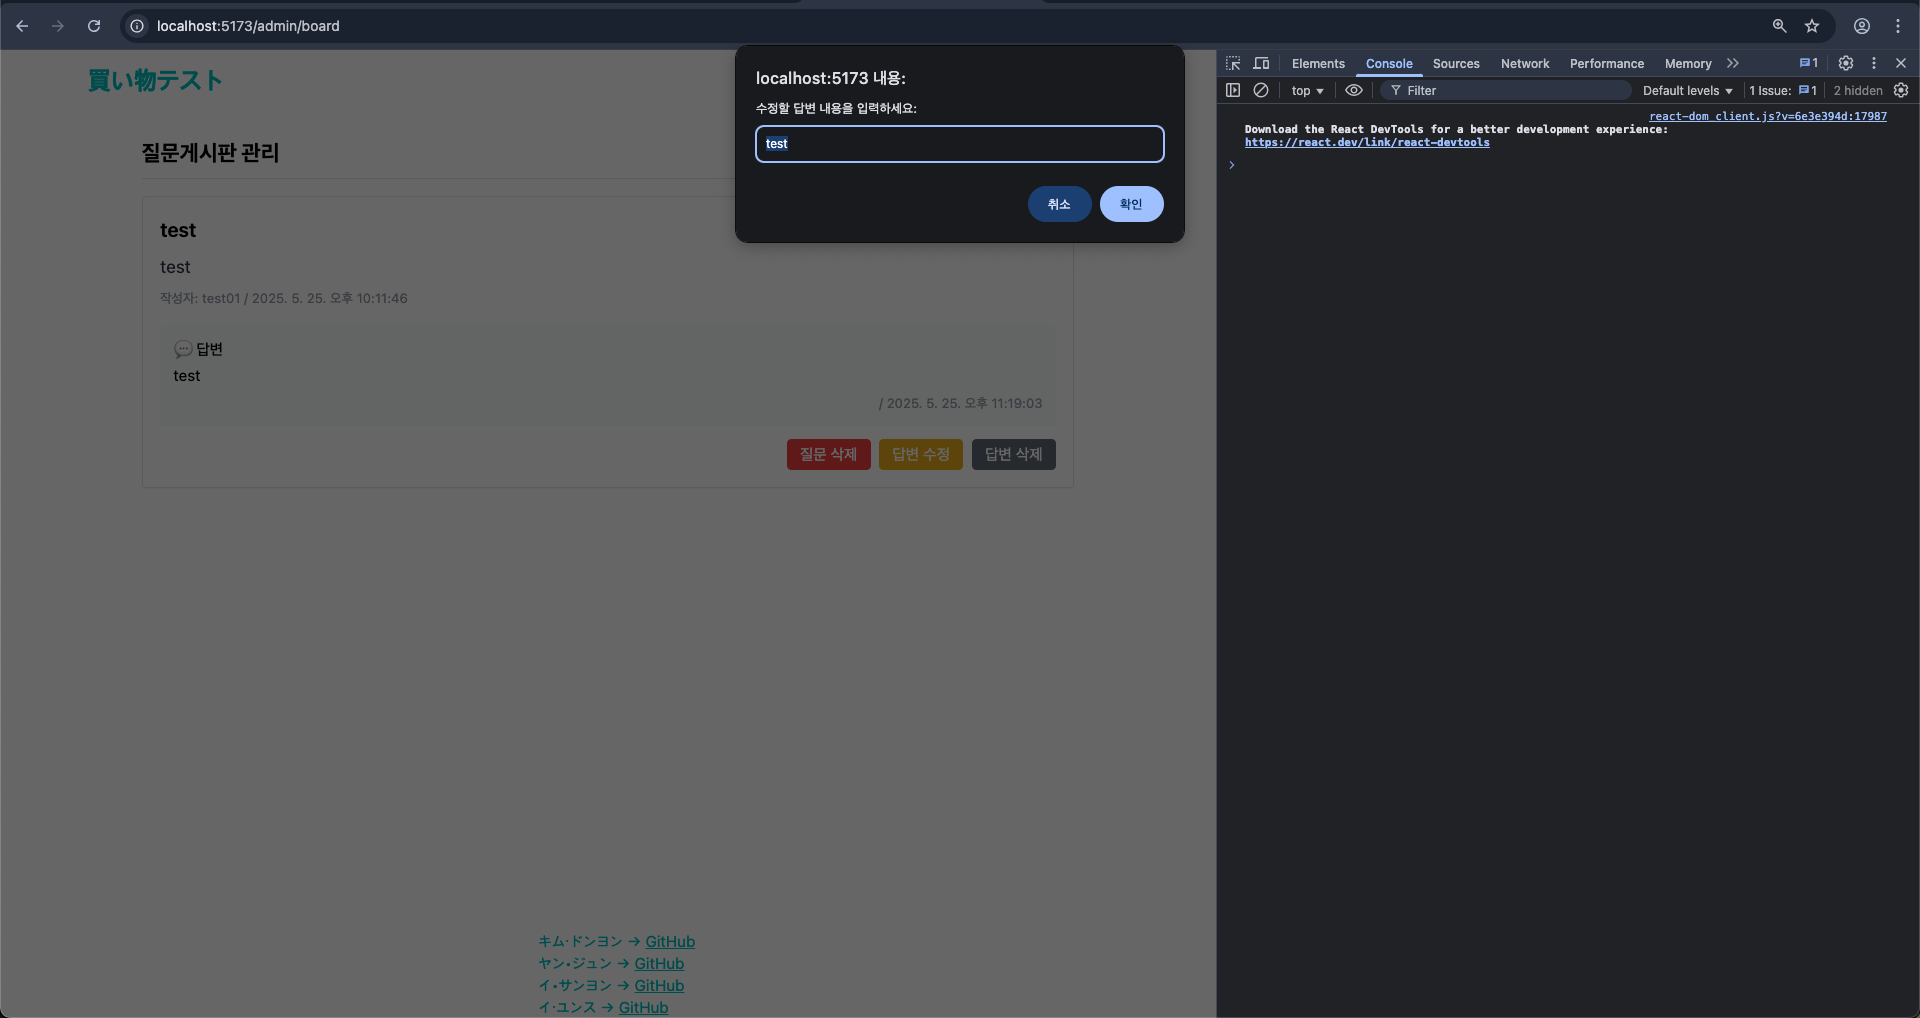 localhost:5173/admin/board
買い物テスト
질문게시판 관리
localhost:5173 내용:
수정할 답변 내용을 입력하세요:
test
취소
확인
test
test
작성자: test01 / 2025. 5. 25. 오후 10:11:46
💬 답변
test
/ 2025. 5. 25. 오후 11:19:03
질문 삭제
답변 수정
답변 삭제
キム·ドンヨン → GitHub
ヤン•ジュン → GitHub
イ•サンヨン → GitHub
イ·ユンス → GitHub
Elements Console Sources Network Performance Memory 1
top Filter Default levels 1 Issue: 1 2 hidden
react-dom_client.js?v=6e3e394d:17987
Download the React DevTools for a better development experience:
https://react.dev/link/react-devtools